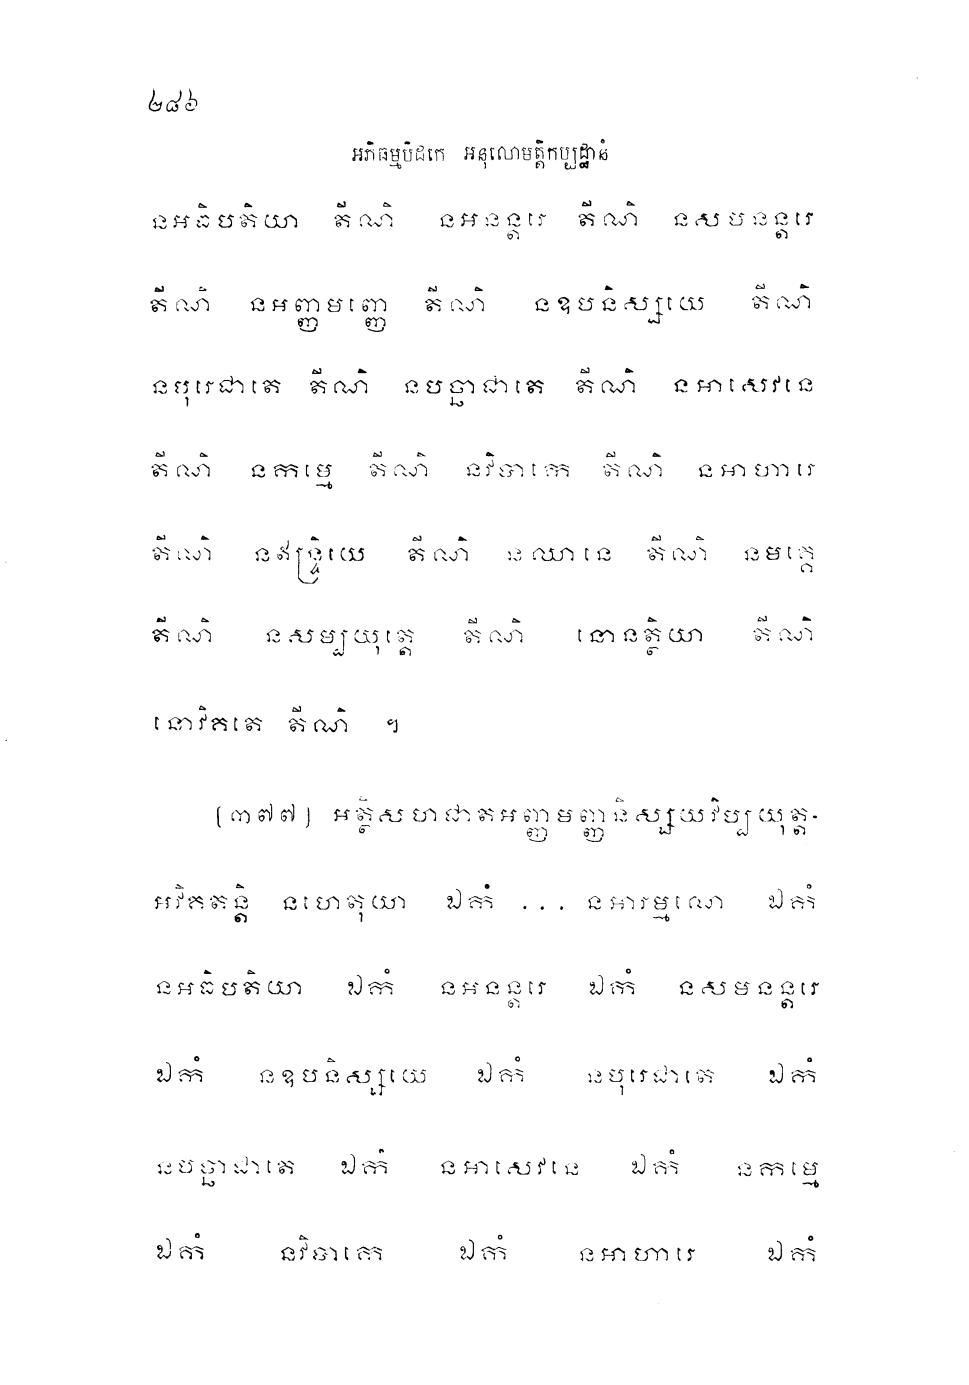 ២៨៦
អភិធម្មបិដកេ អនុលោមត្តិកប្បដ្ឋានំ
នអធិបតិយា តីណិ នអនន្តរេ តីណិ នសមនន្តរេ
តីណិ នអញ្ញមញ្ញេ តីណិ នឧបនិស្សយេ តីណិ
នបុរេជាតេ តីណិ នបច្ឆាជាតេ តីណិ នអាសេវនេ
តីណិ នកម្មេ តីណិ នវិបាកេ តីណិ នអាហារេ
តីណិ នឥន្ទ្រិយេ តីណិ នឈានេ តីណិ នមគ្គេ
តីណិ នសម្បយុត្តេ តីណិ នោនត្ថិយា តីណិ
នោវិគតេ តីណិ ។
[៣៧៧] អត្ថិសហជាតអញ្ញមញ្ញនិស្សយវិប្បយុត្ត-
អវិគតន្តិ នហេតុយា ឯកំ ... នអារម្មណេ ឯកំ
នអធិបតិយា ឯកំ នអនន្តរេ ឯកំ នសមនន្តរេ
ឯកំ នឧបនិស្សយេ ឯកំ នបុរេជាតេ ឯកំ
នបច្ឆាជាតេ ឯកំ នអាសេវនេ ឯកំ នកម្មេ
ឯកំ នវិបាកេ ឯកំ នអាហារេ ឯកំ